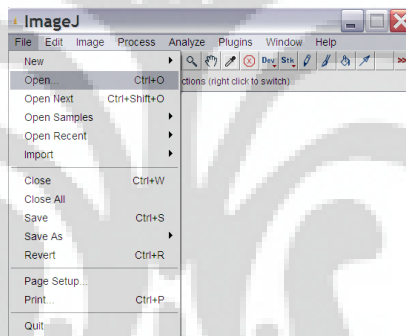 ImageJ
File Edit Image Process Analyze Plugins Window Help
New
Open... Ctrl+O
Open Next Ctrl+Shift+O
Open Samples
Open Recent
Import
Close Ctrl+W
Close All
Save Ctrl+S
Save As
Revert Ctrl+R
Page Setup...
Print... Ctrl+P
Quit
Dev Stk >>
ctions (right click to switch)